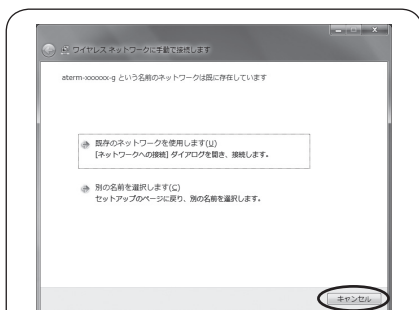 ワイヤレス ネットワークに手動で接続します
aterm-xxxxxx-g という名前のネットワークは既に存在しています
既存のネットワークを使用します(U)
[ネットワークへの接続] ダイアログを開き、接続します。
別の名前を選択します(C)
セットアップのページに戻り、別の名前を選択します。
キャンセル